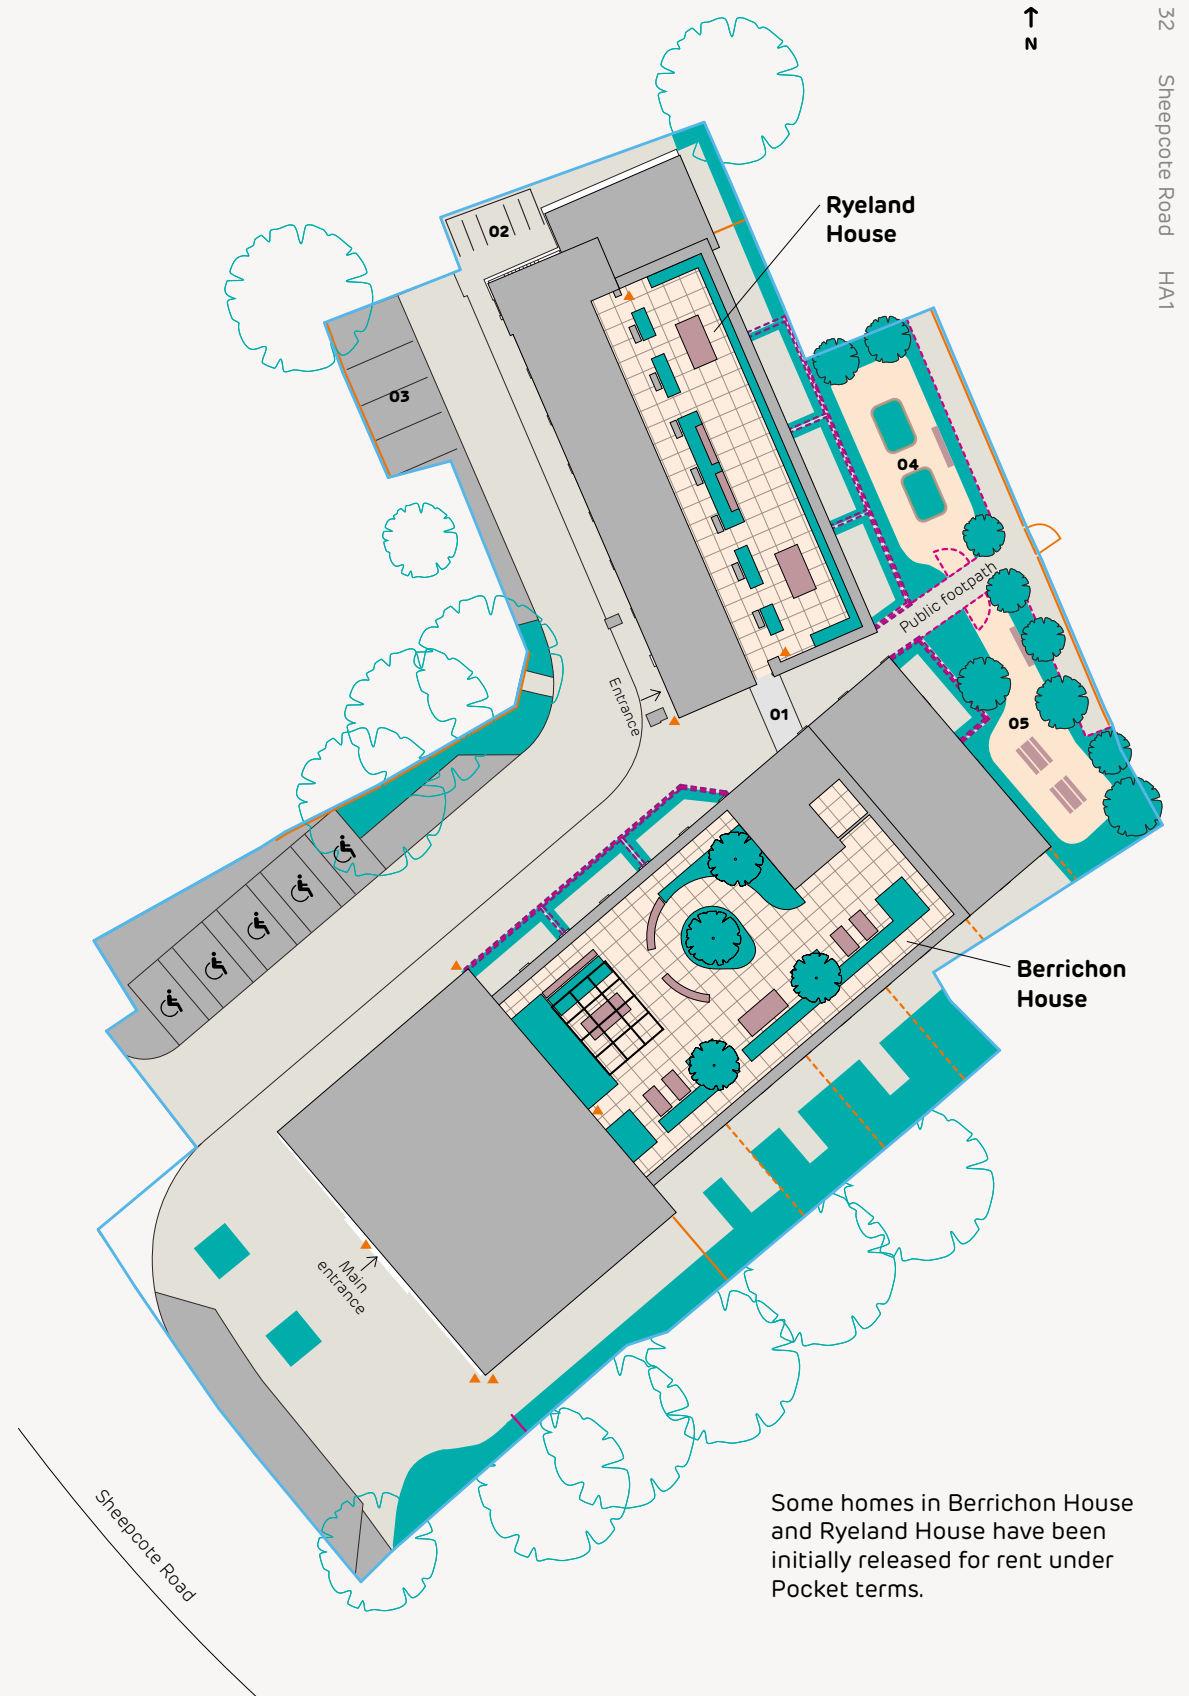 32 Sheepcote Road HA1
N
Ryeland
House
02
03
04
Public footpath
Entrance
01
05
Berrichon
House
Main
entrance
Sheepcote Road
Some homes in Berrichon House
and Ryeland House have been
initially released for rent under
Pocket terms.